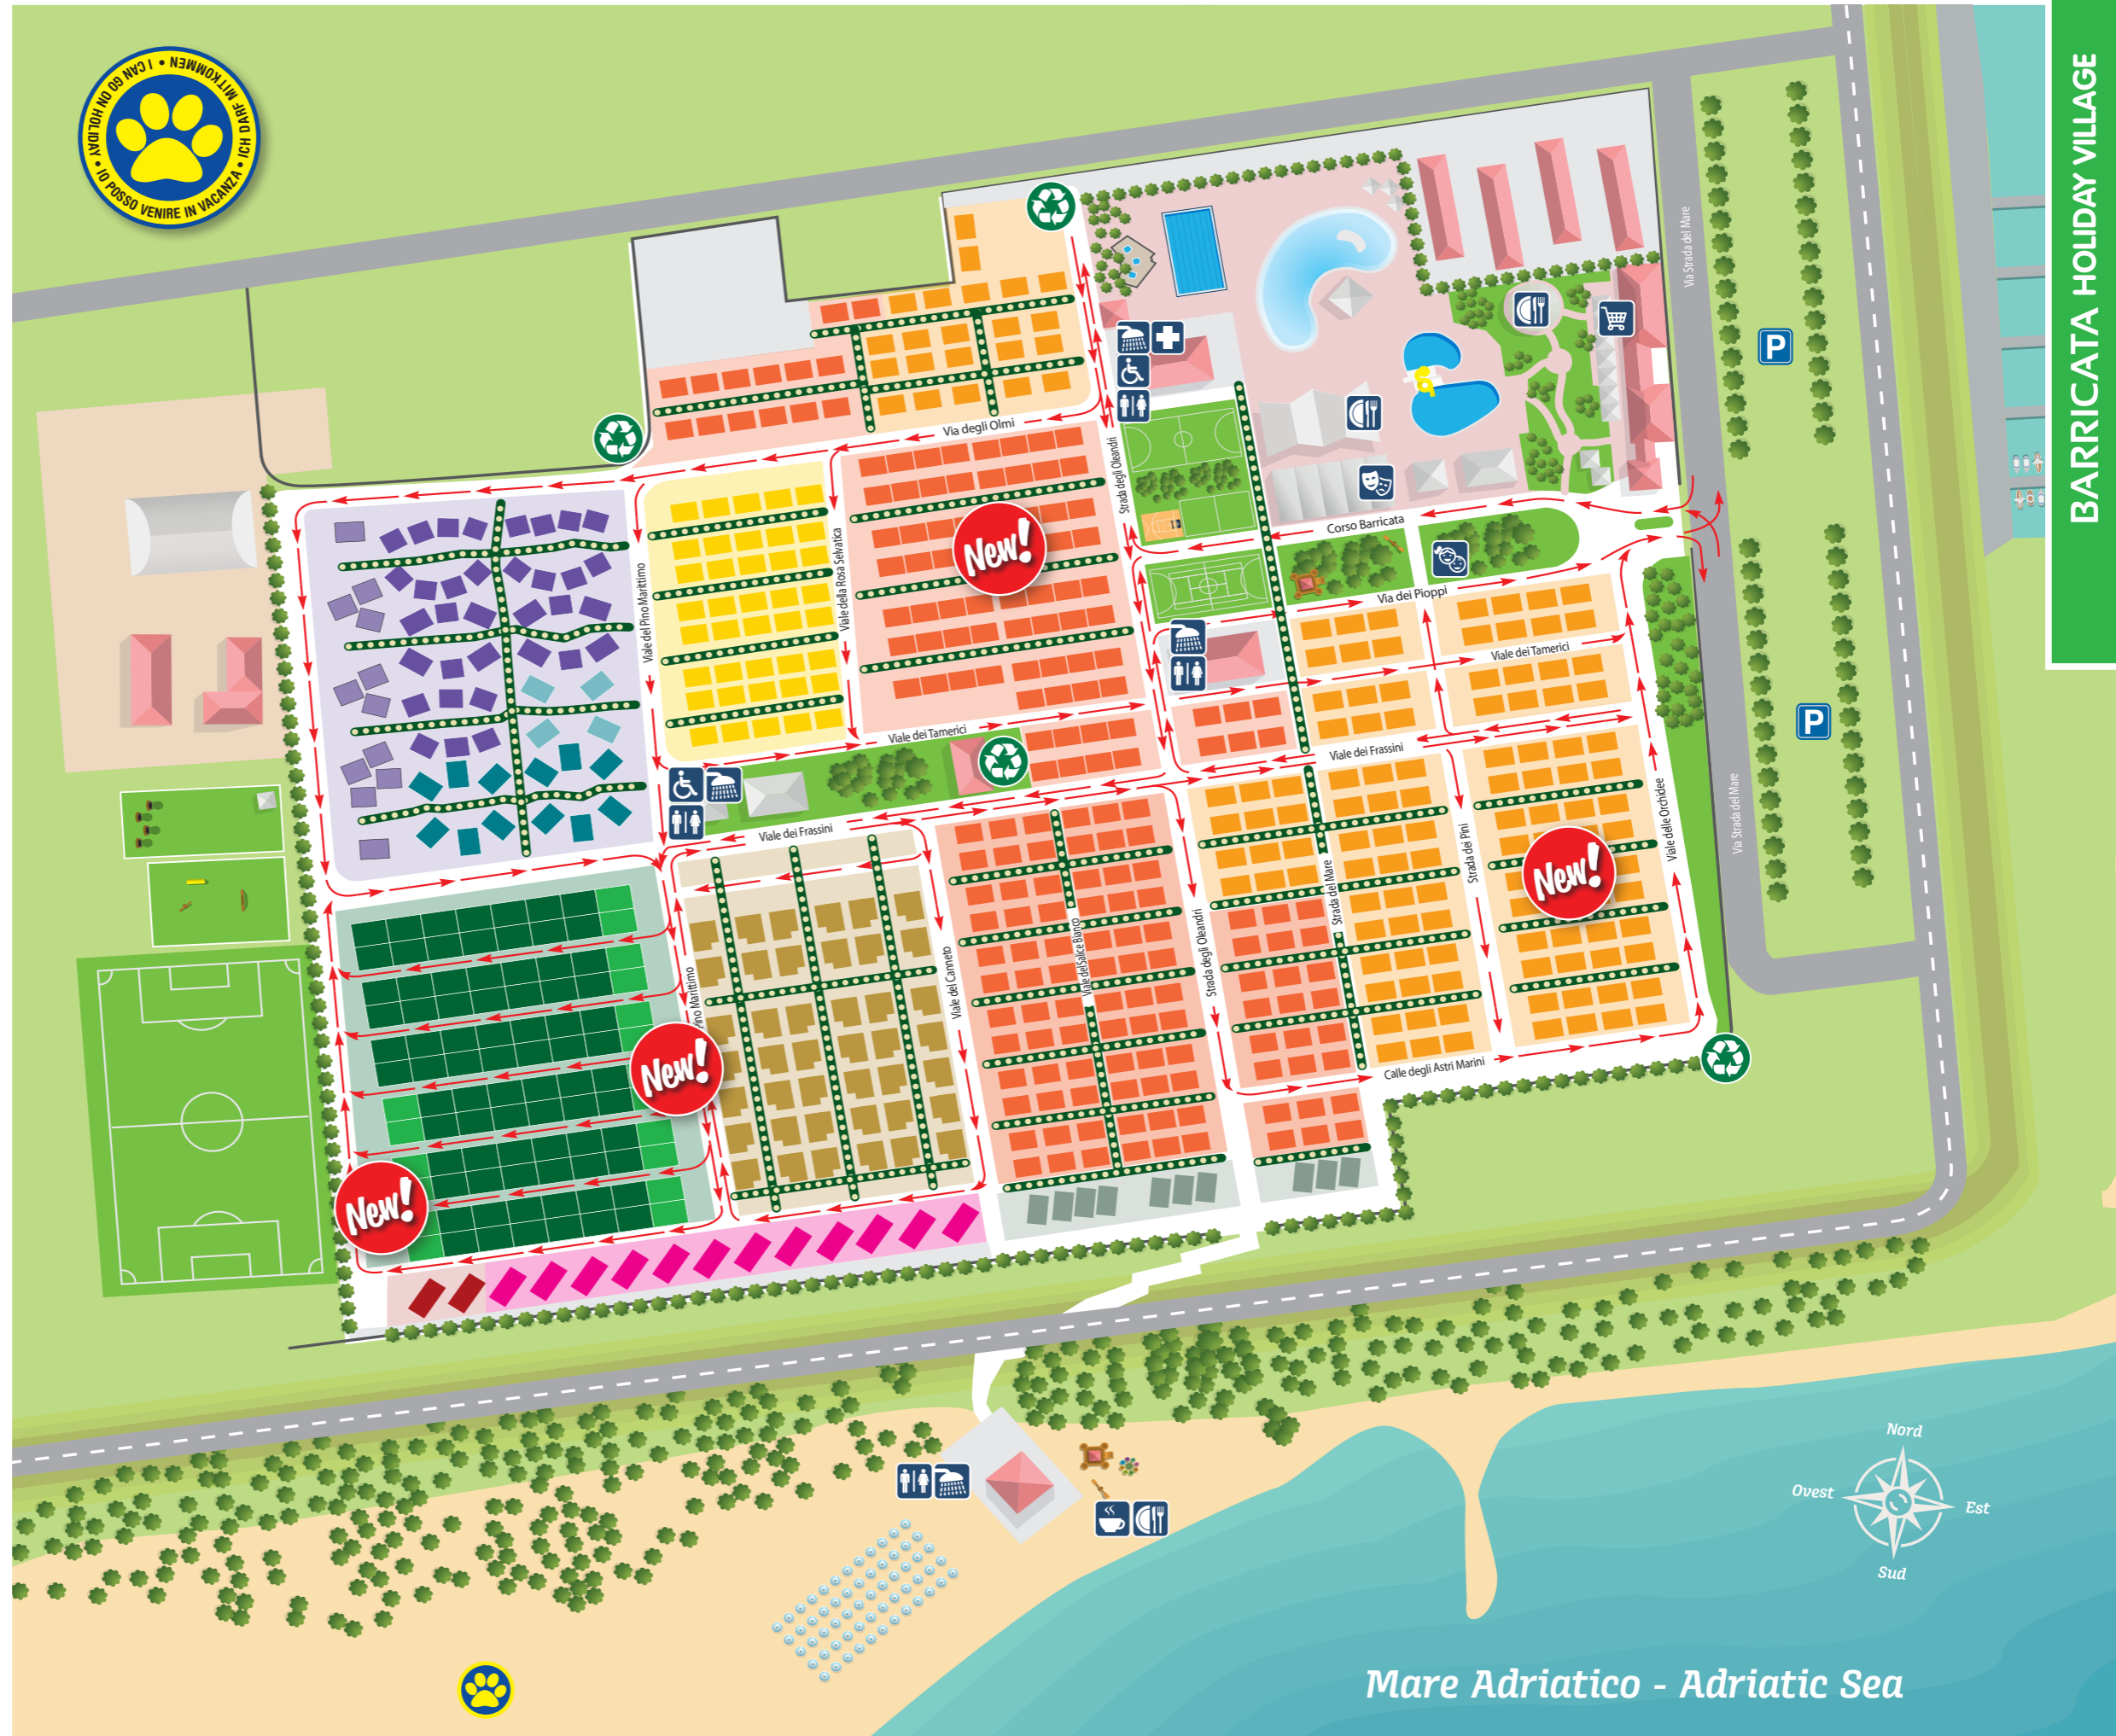 BARRICATA HOLIDAY VILLAGE
I CAN GO ON HOLIDAY • IO POSSO VENIRE IN VACANZA • ICH DARF MITKOMMEN •
Via Strada del Mare
P
Via degli Olmi
Strada degli Oleandri
Corso Barricata
New!
Viale del Pino Marittimo
Viale della Rosa Selvatica
Via dei Pioppi
Viale dei Tamerici
P
Viale dei Tamerici
Viale dei Frassini
Viale dei Frassini
Via Strada del Mare
Viale delle Orchidee
Strada dei Pini
New!
Strada del Mare
Viale del Salice Bianco
Strada degli Oleandri
Viale del Canneto
Pino Marittimo
New!
Calle degli Astri Marini
New!
Nord
Ovest
Est
Sud
Mare Adriatico - Adriatic Sea